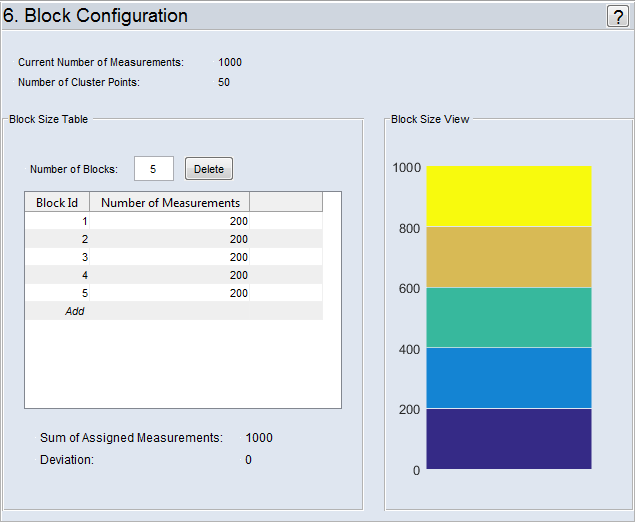 6. Block Configuration ?
Current Number of Measurements: 1000
Number of Cluster Points: 50
Block Size Table
Number of Blocks: 5 Delete
Block Id Number of Measurements
1 200
2 200
3 200
4 200
5 200
Add
Sum of Assigned Measurements: 1000
Deviation: 0
Block Size View
1000
800
600
400
200
0